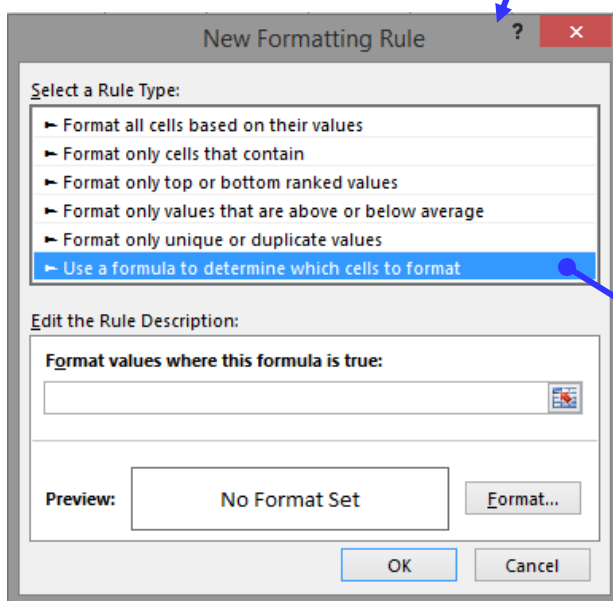 New Formatting Rule ? ×
Select a Rule Type:
► Format all cells based on their values
► Format only cells that contain
► Format only top or bottom ranked values
► Format only values that are above or below average
► Format only unique or duplicate values
► Use a formula to determine which cells to format
Edit the Rule Description:
Format values where this formula is true:
Preview: No Format Set Format...
OK Cancel